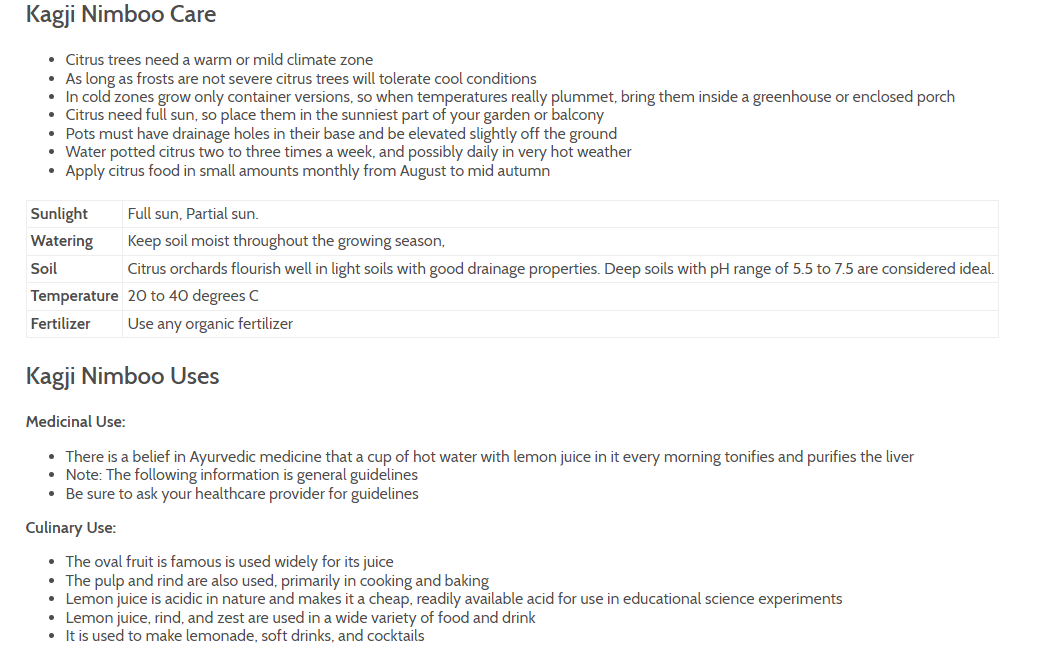 Kagji Nimboo Care
Citrus trees need a warm or mild climate zone
As long as frosts are not severe citrus trees will tolerate cool conditions
In cold zones grow only container versions, so when temperatures really plummet, bring them inside a greenhouse or enclosed porch
Citrus need full sun, so place them in the sunniest part of your garden or balcony
Pots must have drainage holes in their base and be elevated slightly off the ground
Water potted citrus two to three times a week, and possibly daily in very hot weather
Apply citrus food in small amounts monthly from August to mid autumn
Sunlight Full sun, Partial sun.
Watering Keep soil moist throughout the growing season,
Soil Citrus orchards flourish well in light soils with good drainage properties. Deep soils with pH range of 5.5 to 7.5 are considered ideal.
Temperature 20 to 40 degrees C
Fertilizer Use any organic fertilizer
Kagji Nimboo Uses
Medicinal Use:
There is a belief in Ayurvedic medicine that a cup of hot water with lemon juice in it every morning tonifies and purifies the liver
Note: The following information is general guidelines
Be sure to ask your healthcare provider for guidelines
Culinary Use:
The oval fruit is famous is used widely for its juice
The pulp and rind are also used, primarily in cooking and baking
Lemon juice is acidic in nature and makes it a cheap, readily available acid for use in educational science experiments
Lemon juice, rind, and zest are used in a wide variety of food and drink
It is used to make lemonade, soft drinks, and cocktails